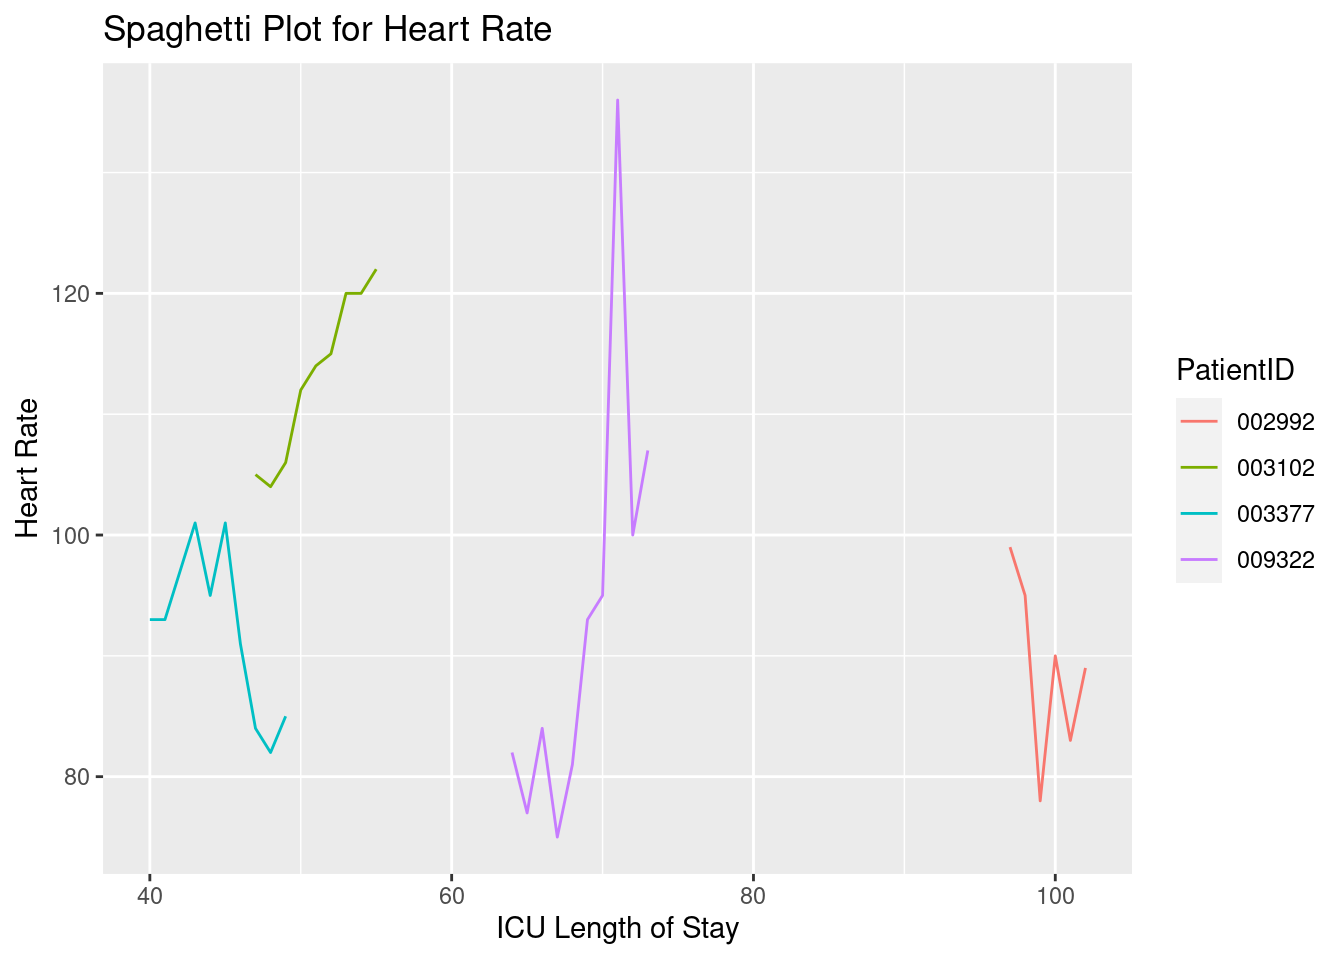 Spaghetti Plot for Heart Rate
120
100
80
Heart Rate
40 60 80 100
ICU Length of Stay
PatientID
002992
003102
003377
009322